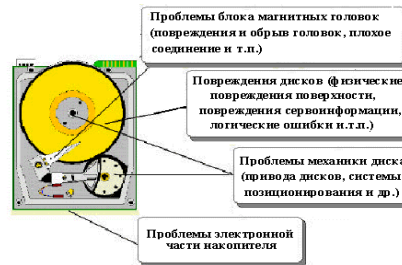 Проблемы блока магнитных головок
(повреждения и обрыв головок, плохое
соединение и т.п.)
Повреждения дисков (физические
повреждения поверхности,
повреждения сервоинформации,
логические ошибки и.т.п.)
Проблемы механики диска
(привода дисков, системы
позиционирования и др.)
Проблемы электронной
части накопителя